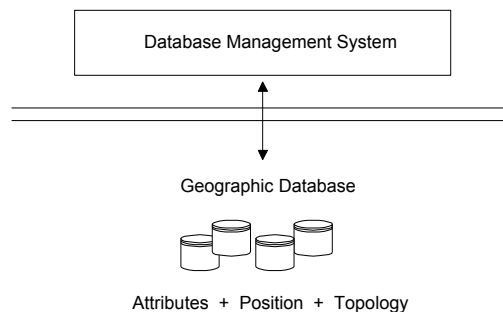 Database Management System
Geographic Database
Attributes + Position + Topology